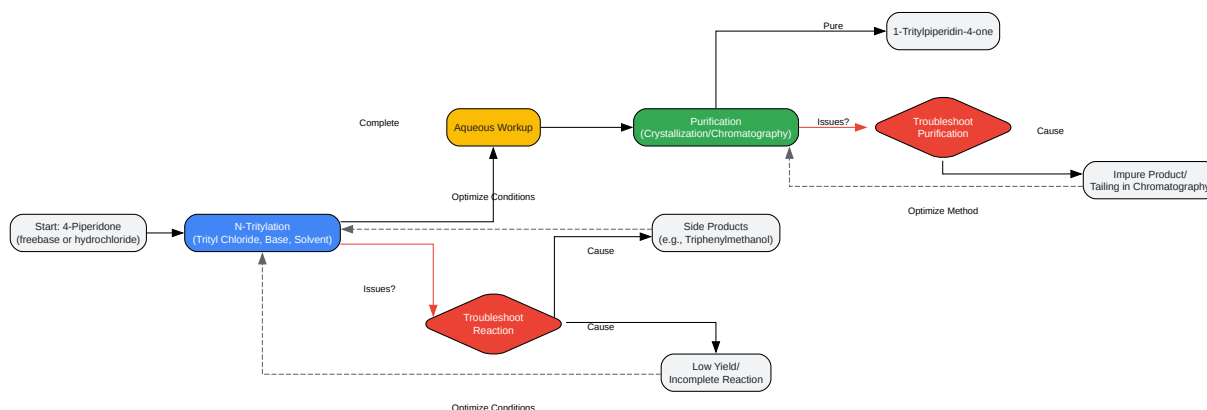 Pure
1-Tritylpiperidin-4-one
Complete
Aqueous Workup
Purification
(Crystallization/Chromatography)
Issues?
Troubleshoot
Purification
Cause
Impure Product/
Tailing in Chromatography
Optimize Conditions
Optimize Method
Start: 4-Piperidone
(freebase or hydrochloride)
N-Tritylation
(Trityl Chloride, Base, Solvent)
Side Products
(e.g., Triphenylmethanol)
Cause
Issues?
Troubleshoot
Reaction
Cause
Low Yield/
Incomplete Reaction
Optimize Conditions